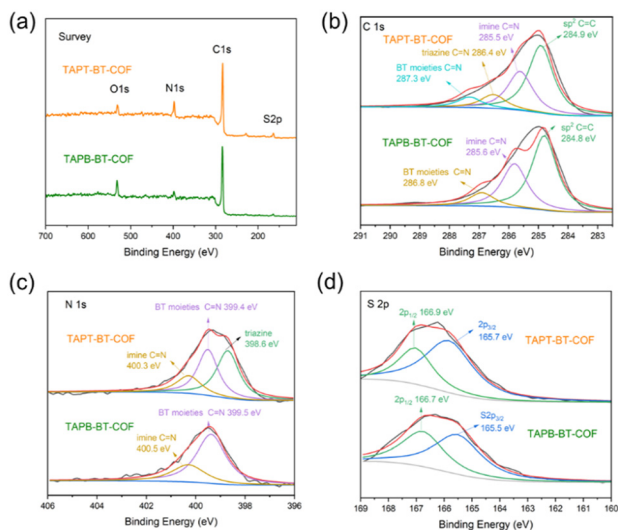 (a)
Survey
C1s
TAPT-BT-COF
O1s
N1s
S2p
TAPB-BT-COF
700 600 500 400 300 200
Binding Energy (eV)
(b)
C 1s
TAPT-BT-COF
imine C=N
285.5 eV
sp² C=C
284.9 eV
triazine C=N 286.4 eV
BT moieties C=N
287.3 eV
TAPB-BT-COF
imine C=N
285.6 eV
sp² C=C
284.8 eV
BT moieties C=N
286.8 eV
291 290 289 288 287 286 285 284 283
Binding Energy (eV)
(c)
N 1s
BT moieties C=N 399.4 eV
TAPT-BT-COF
triazine
398.6 eV
imine C=N
400.3 eV
TAPB-BT-COF
BT moieties C=N 399.5 eV
imine C=N
400.5 eV
406 404 402 400 398 396
Binding Energy (eV)
(d)
S 2p
2p1/2 166.9 eV
2p3/2
165.7 eV
TAPT-BT-COF
2p1/2 166.7 eV
S2p3/2
165.5 eV
TAPB-BT-COF
169 168 167 166 165 164 163 162 161 160
Binding Energy (eV)